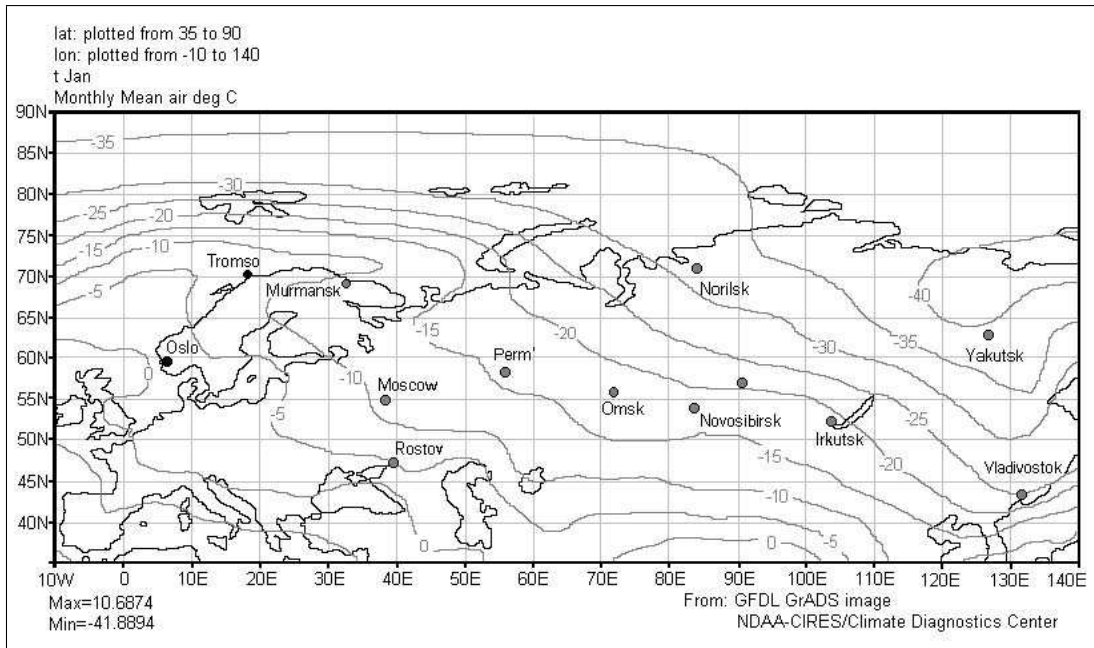 lat: plotted from 35 to 90
lon: plotted from -10 to 140
t Jan
Monthly Mean air deg C
90N
85N
80N
75N
70N
65N
60N
55N
50N
45N
40N
-35
-30
-25
-20
-15
-10
-5
Tromso
Murmansk
Norilsk
-40
-15
-20
Oslo
0
Perm'
-30
-35
Yakutsk
-10
Moscow
Omsk
Novosibirsk
Irkutsk
-25
-5
Rostov
-15
-20
Vladivostok
-10
0
0
-5
10W 0 10E 20E 30E 40E 50E 60E 70E 80E 90E 100E 110E 120E 130E 140E
Max=10.6874
Min=-41.8894
From: GFDL GrADS image
NDAA-CIRES/Climate Diagnostics Center